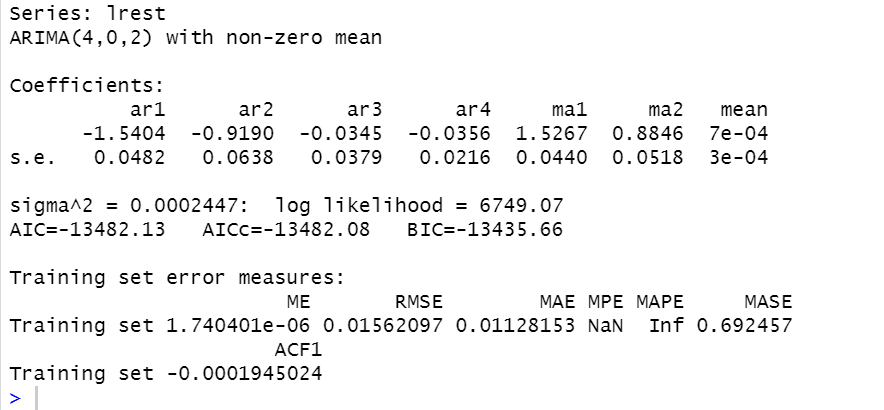 Series: lrest
ARIMA(4,0,2) with non-zero mean
Coefficients:
ar1 ar2 ar3 ar4 ma1 ma2 mean
-1.5404 -0.9190 -0.0345 -0.0356 1.5267 0.8846 7e-04
s.e. 0.0482 0.0638 0.0379 0.0216 0.0440 0.0518 3e-04
sigma^2 = 0.0002447: log likelihood = 6749.07
AIC=-13482.13 AICc=-13482.08 BIC=-13435.66
Training set error measures:
ME RMSE MAE MPE MAPE MASE
Training set 1.740401e-06 0.01562097 0.01128153 NaN Inf 0.692457
ACF1
Training set -0.0001945024
>